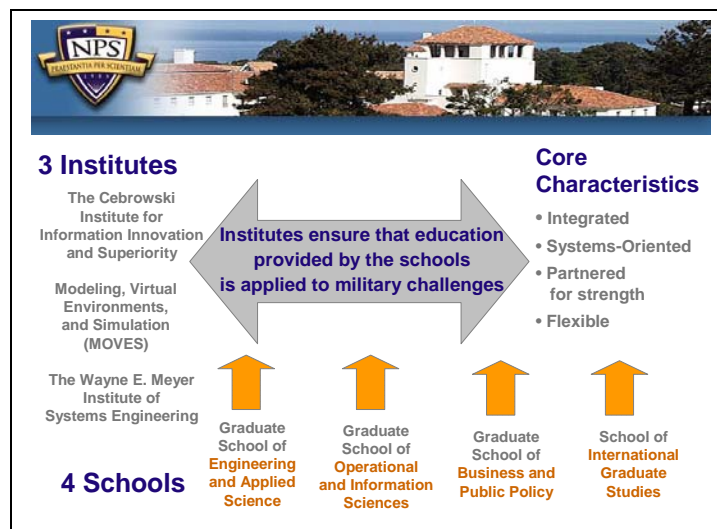 NPS
PRAESTANTIA PER SCIENTIAM
3 Institutes
The Cebrowski
Institute for
Information Innovation
and Superiority
Modeling, Virtual
Environments,
and Simulation
(MOVES)
The Wayne E. Meyer
Institute of
Systems Engineering
Institutes ensure that education
provided by the schools
is applied to military challenges
Core
Characteristics
• Integrated
• Systems-Oriented
• Partnered
for strength
• Flexible
4 Schools
Graduate
School of
Engineering
and Applied
Science
Graduate
School of
Operational
and Information
Sciences
Graduate
School of
Business and
Public Policy
School of
International
Graduate
Studies